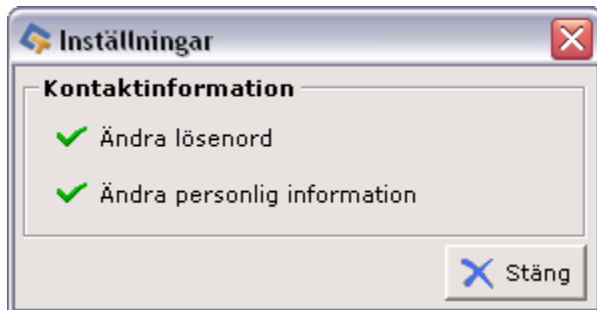 Inställningar
Kontaktinformation
Ändra lösenord
Ändra personlig information
Stäng